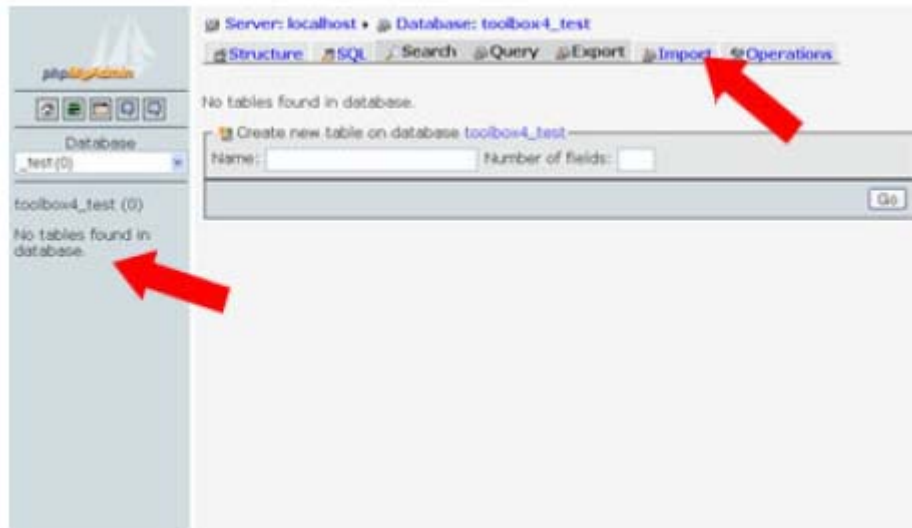 phpMyAdmin
Database
_test (0)
toolbox4_test (0)
No tables found in
database.
Server: localhost Database: toolbox4_test
Structure SQL Search Query Export Import Operations
No tables found in database.
Create new table on database toolbox4_test
Name: Number of fields:
Go